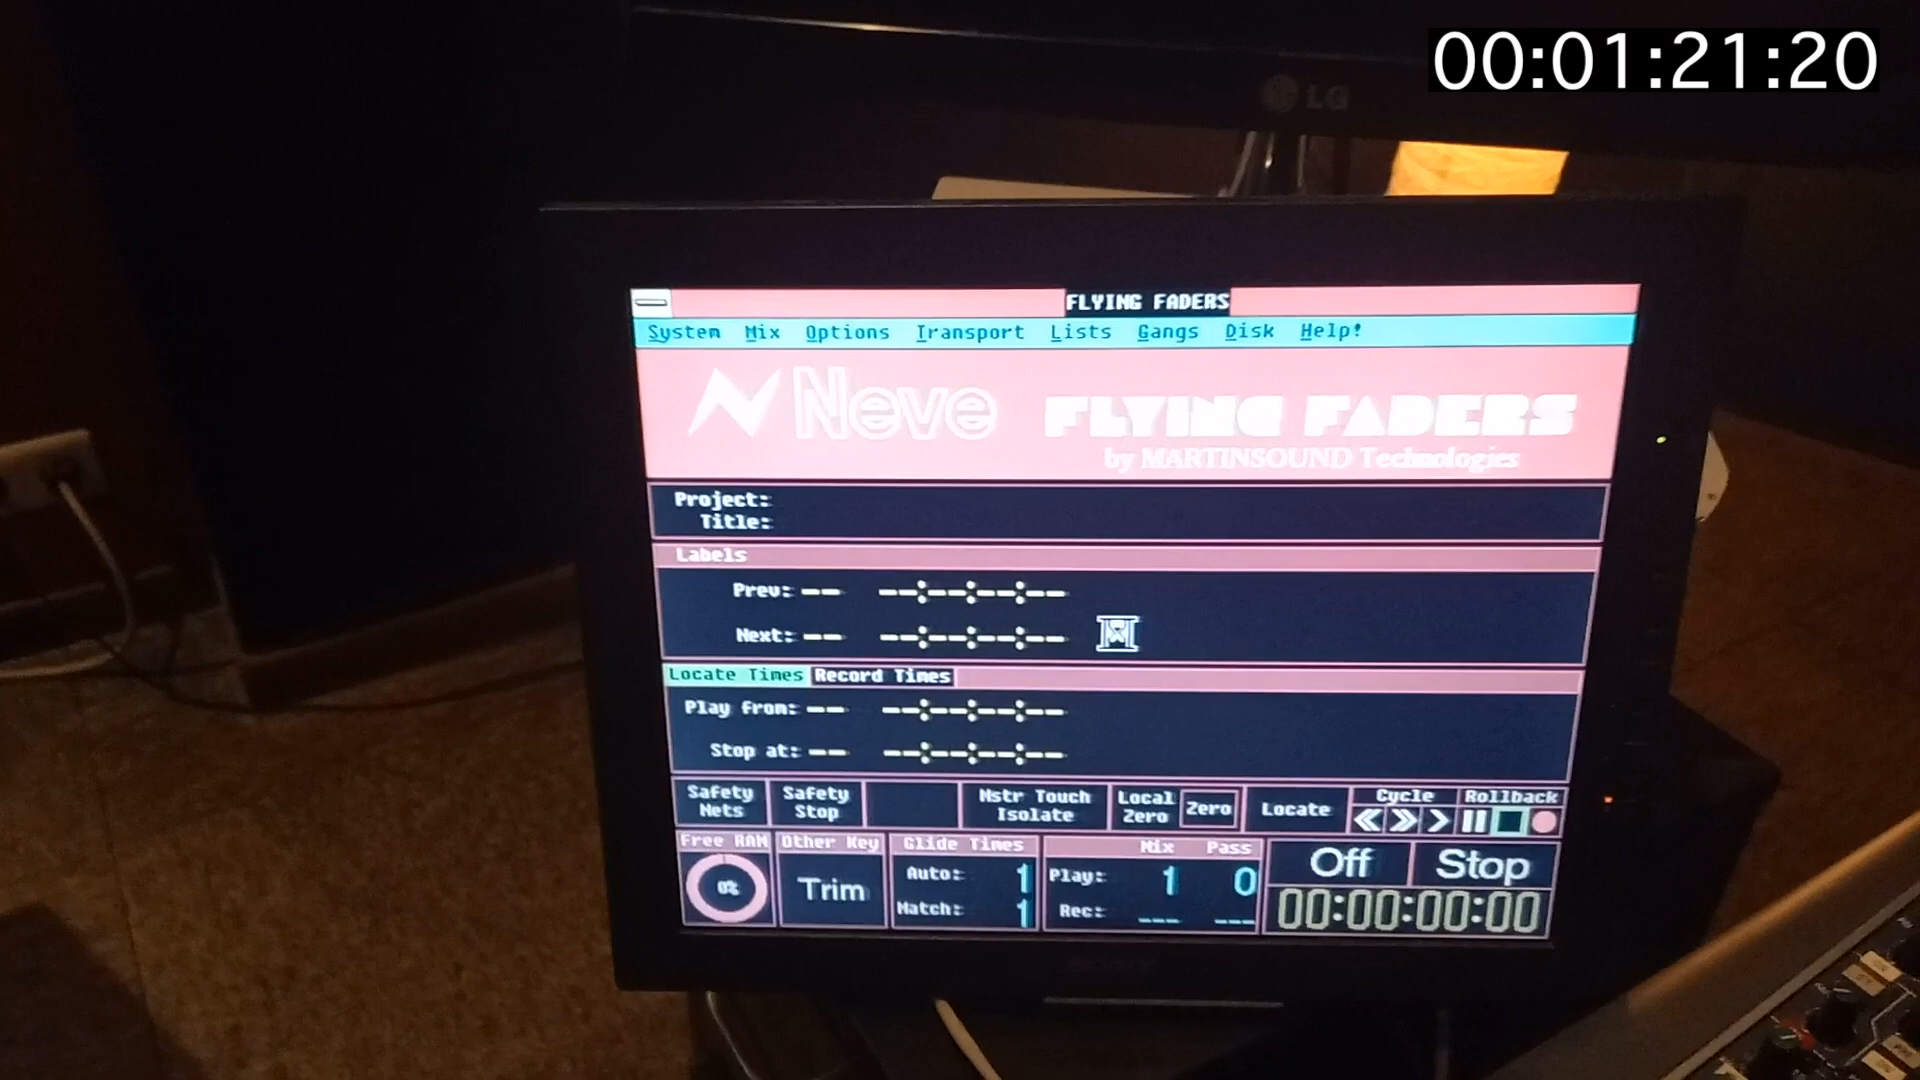 00:01:21:20
LG
FLYING FADERS
System Mix Options Transport Lists Gangs Disk Help!
Neve FLYING FADERS
by MARTINSOUND Technologies
Project:
Title:
Labels
Prev: -- --:--:--:--
Next: -- --:--:--:--
Locate Times Record Times
Play from: -- --:--:--:--
Stop at: -- --:--:--:--
Safety Nets
Safety Stop
Mstr Touch Isolate
Local Zero
Zero
Locate
Cycle
Rollback
Free RAM
0%
Other Key
Trim
Glide Times
Auto: 1
Match: 1
Mix Pass
Play: 1 0
Rec: --- ---
Off Stop
00:00:00:00